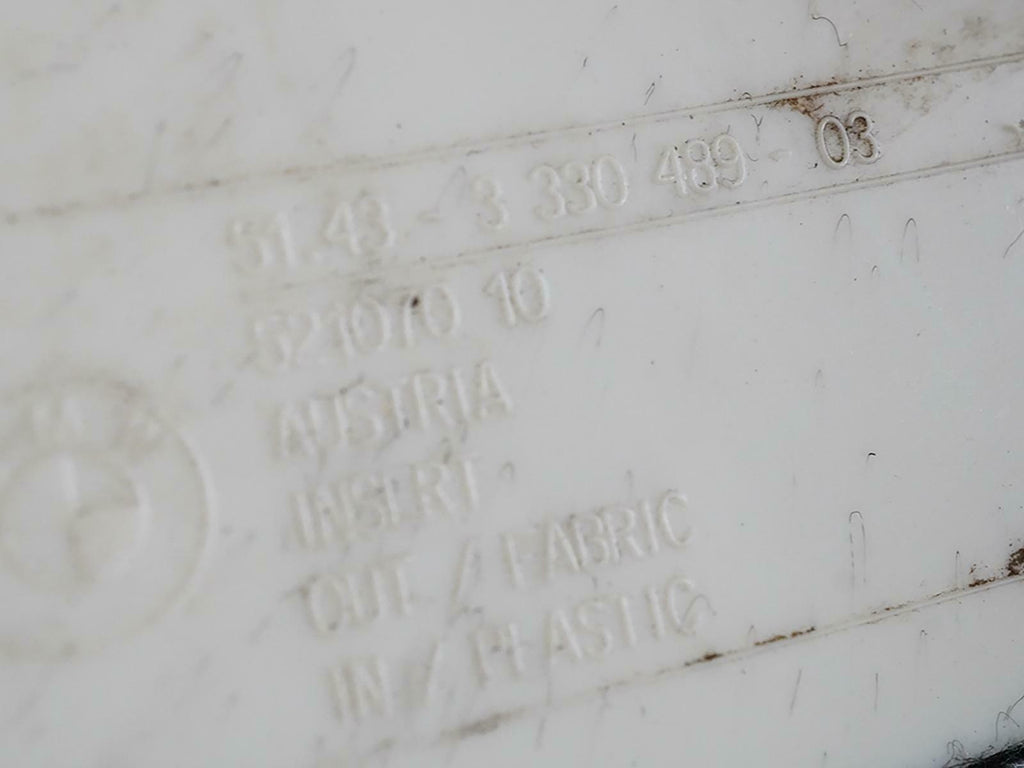 51.43 - 3 330 489 - 03
521070 10
AUSTRIA
INSERT
OUT / FABRIC
IN / PLASTIC